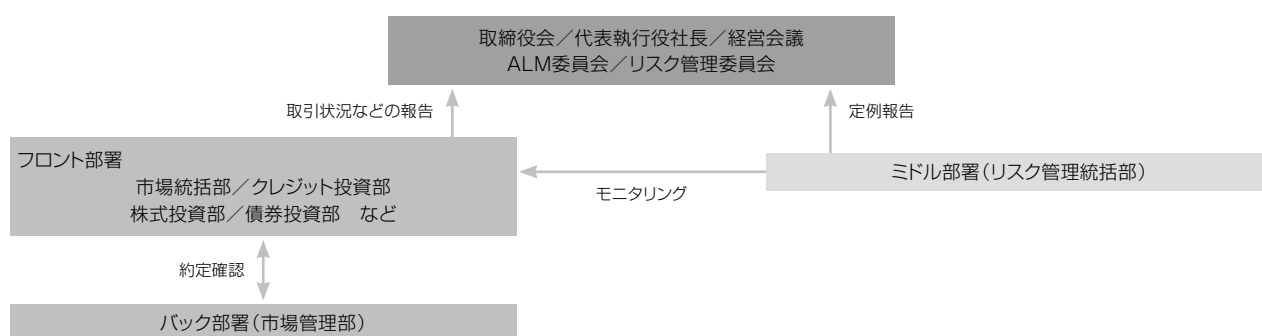 取締役会／代表執行役社長／経営会議
ALM委員会／リスク管理委員会
取引状況などの報告
定例報告
フロント部署
市場統括部／クレジット投資部
株式投資部／債券投資部　など
モニタリング
ミドル部署（リスク管理統括部）
約定確認
バック部署（市場管理部）